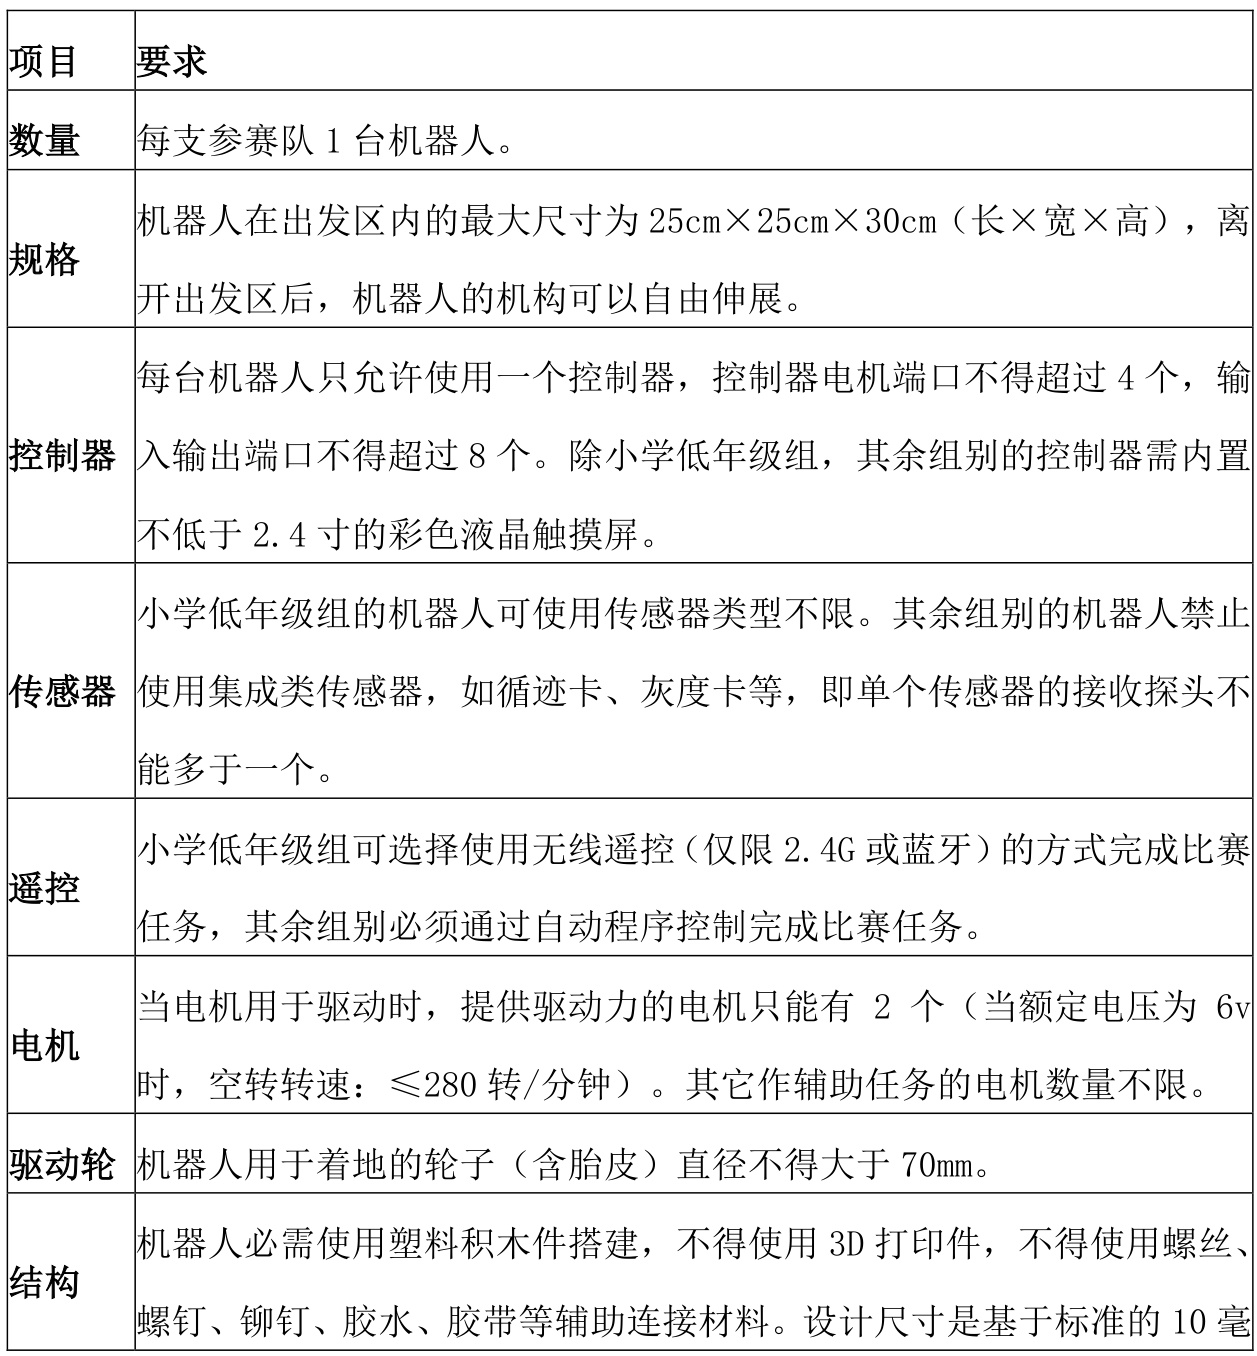 项目 要求
数量 每支参赛队 1 台机器人。
机器人在出发区内的最大尺寸为 25cm×25cm×30cm（长×宽×高），离
规格
开出发区后，机器人的机构可以自由伸展。
每台机器人只允许使用一个控制器，控制器电机端口不得超过 4 个，输
控制器 入输出端口不得超过 8 个。除小学低年级组，其余组别的控制器需内置
不低于 2.4 寸的彩色液晶触摸屏。
小学低年级组的机器人可使用传感器类型不限。其余组别的机器人禁止
传感器 使用集成类传感器，如循迹卡、灰度卡等，即单个传感器的接收探头不
能多于一个。
小学低年级组可选择使用无线遥控（仅限 2.4G 或蓝牙）的方式完成比赛
遥控
任务，其余组别必须通过自动程序控制完成比赛任务。
当电机用于驱动时，提供驱动力的电机只能有 2 个（当额定电压为 6v
电机
时，空转转速：≤280 转/分钟）。其它作辅助任务的电机数量不限。
驱动轮 机器人用于着地的轮子（含胎皮）直径不得大于 70mm。
机器人必需使用塑料积木件搭建，不得使用 3D 打印件，不得使用螺丝、
结构
螺钉、铆钉、胶水、胶带等辅助连接材料。设计尺寸是基于标准的 10 毫